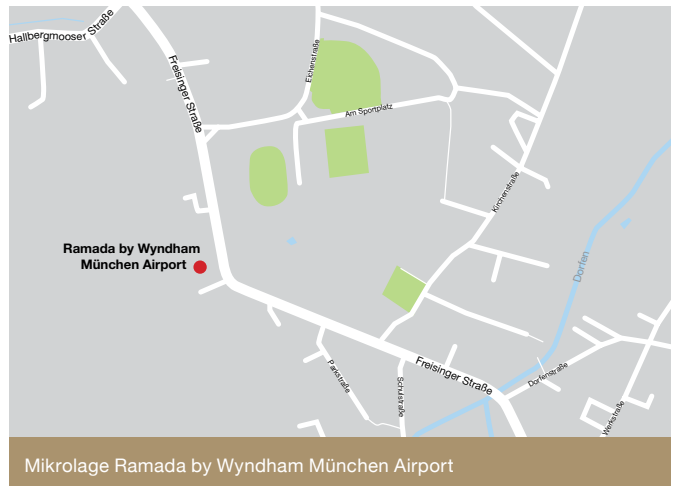 Hallbergmooser Straße
Freisinger Straße
Eichenstraße
Am Sportplatz
Kirchenstraße
Ramada by Wyndham
München Airport
Dorfen
Freisinger Straße
Parkstraße
Schulstraße
Dorfenstraße
Werkstraße
Mikrolage Ramada by Wyndham München Airport